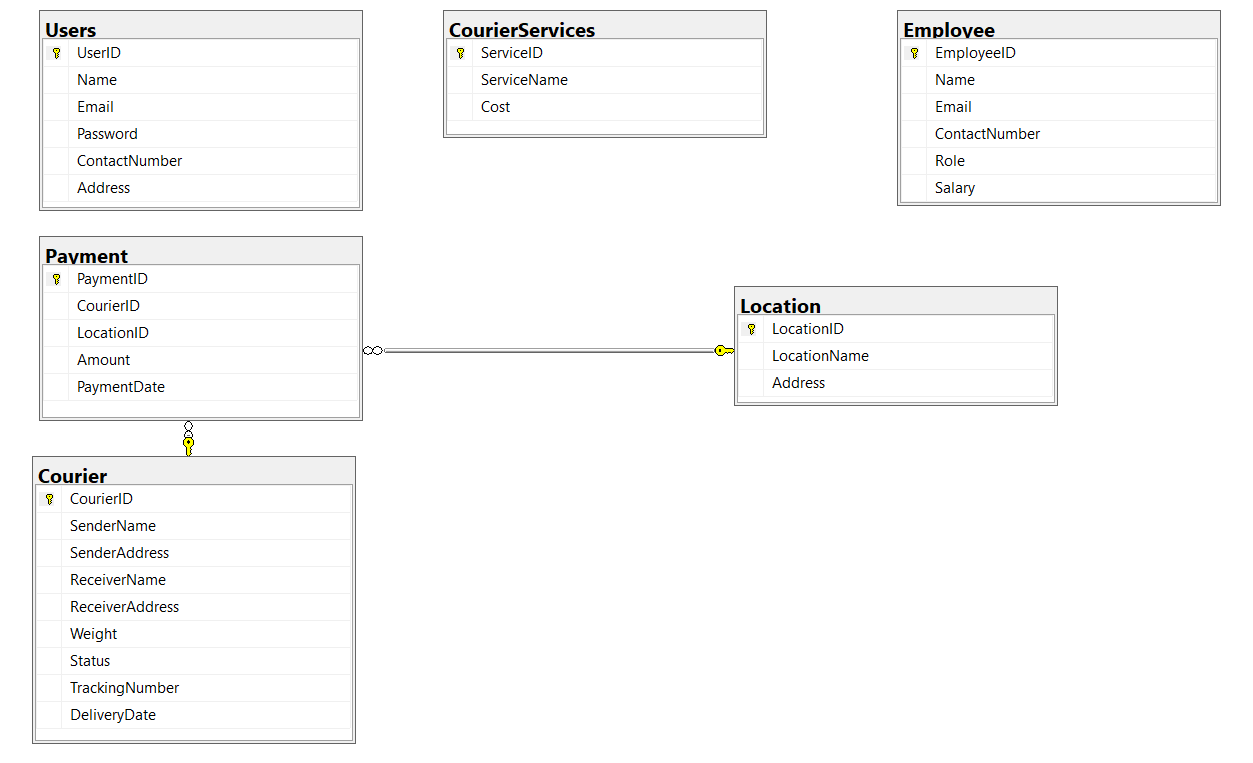 Users
UserID
Name
Email
Password
ContactNumber
Address
CourierServices
ServiceID
ServiceName
Cost
Employee
EmployeeID
Name
Email
ContactNumber
Role
Salary
Payment
PaymentID
CourierID
LocationID
Amount
PaymentDate
Location
LocationID
LocationName
Address
Courier
CourierID
SenderName
SenderAddress
ReceiverName
ReceiverAddress
Weight
Status
TrackingNumber
DeliveryDate